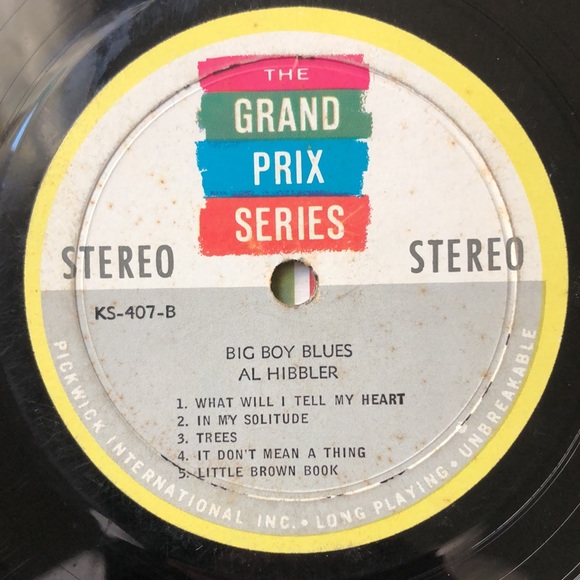 THE
GRAND
PRIX
SERIES
STEREO
STEREO
KS-407-B
BIG BOY BLUES
AL HIBBLER
1. WHAT WILL I TELL MY HEART
2. IN MY SOLITUDE
3. TREES
4. IT DON'T MEAN A THING
5. LITTLE BROWN BOOK
PICKWICK INTERNATIONAL INC. • LONG PLAYING • UNBREAKABLE